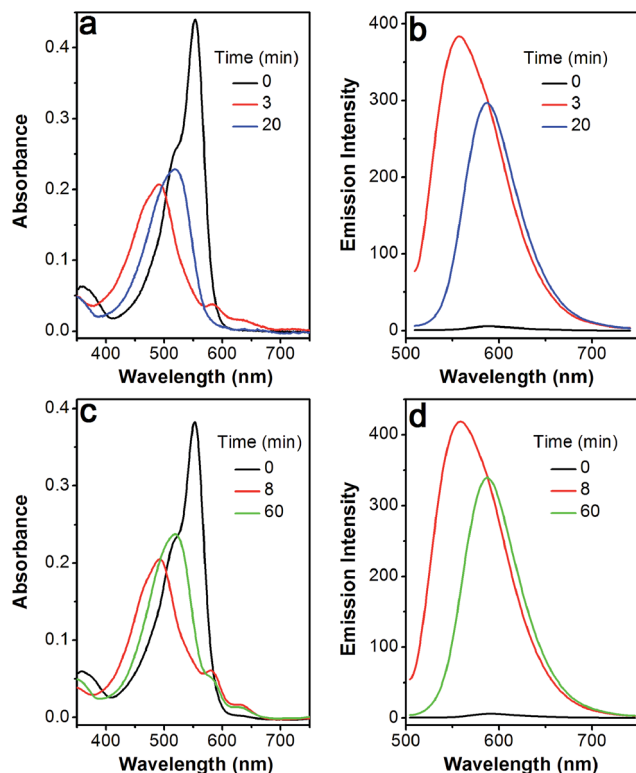 a
Time (min)
0
3
20
Absorbance
0.4
0.3
0.2
0.1
0.0
400 500 600 700
Wavelength (nm)
b
Time (min)
0
3
20
Emission Intensity
400
300
200
100
0
500 600 700
Wavelength (nm)
c
Time (min)
0
8
60
Absorbance
0.4
0.3
0.2
0.1
0.0
400 500 600 700
Wavelength (nm)
d
Time (min)
0
8
60
Emission Intensity
400
300
200
100
0
500 600 700
Wavelength (nm)